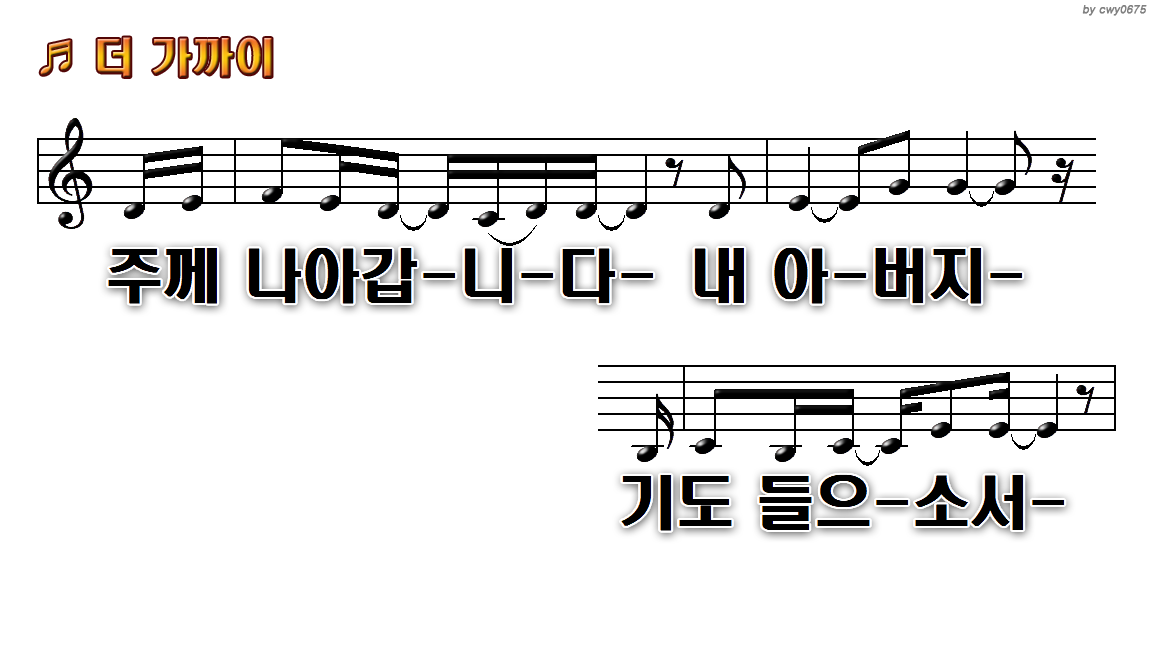 by cwy0675
♬ 더 가까이
주께 나아갑-니-다- 내 아-버지-
기도 들으-소서-